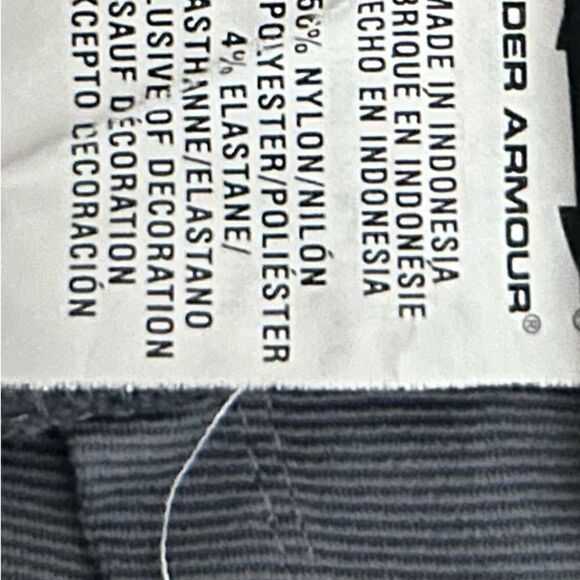 DER ARMOUR®
MADE IN INDONESIA
BRIQUE EN INDONESIE
ECHO EN INDONESIA
56% NYLON/NILÓN
POLYESTER/POLIÉSTER
4% ELASTANE/
ASTHANNE/ELASTANO
LUSIVE OF DECORATION
SAUF DÉCORATION
XCEPTO DECORACIÓN